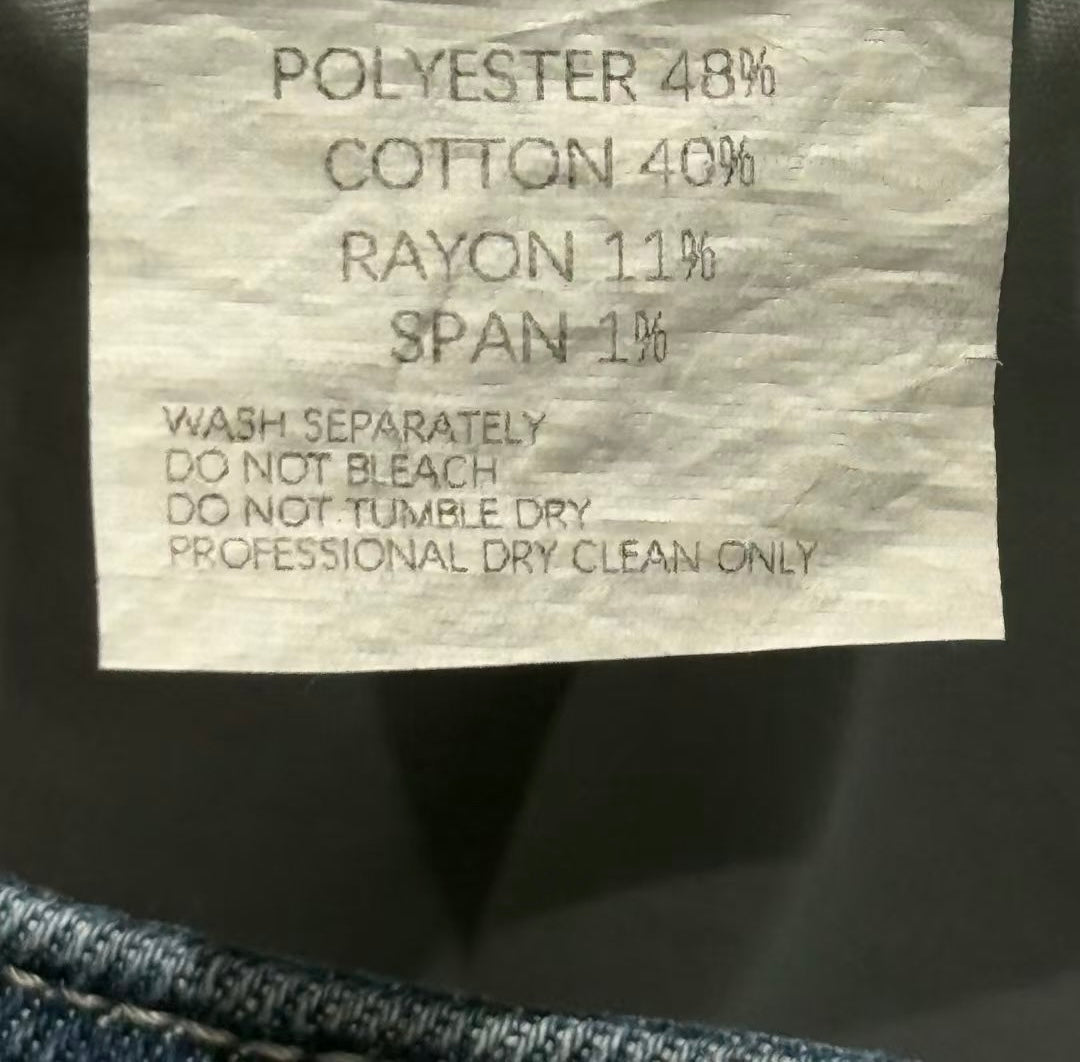 POLYESTER 48%
COTTON 40%
RAYON 11%
SPAN 1%
WASH SEPARATELY
DO NOT BLEACH
DO NOT TUMBLE DRY
PROFESSIONAL DRY CLEAN ONLY